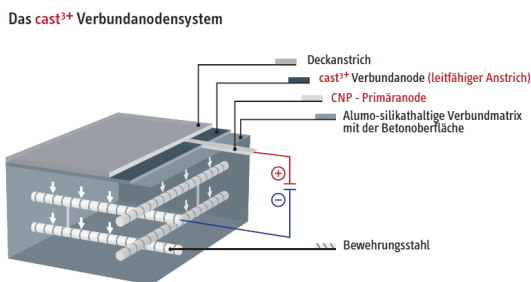 Das cast³⁺ Verbundanodensystem
Deckanstrich
cast³⁺ Verbundanode (leitfähiger Anstrich)
CNP - Primäranode
Alumo-silikathaltige Verbundmatrix
mit der Betonoberfläche
+
−
Bewehrungsstahl